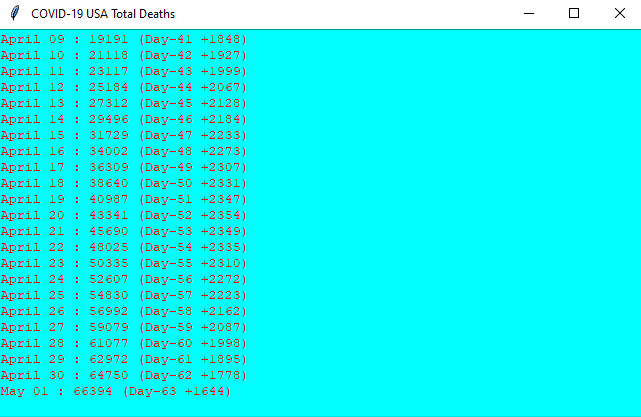 COVID-19 USA Total Deaths
April 09 : 19191 (Day-41 +1848)
April 10 : 21118 (Day-42 +1927)
April 11 : 23117 (Day-43 +1999)
April 12 : 25184 (Day-44 +2067)
April 13 : 27312 (Day-45 +2128)
April 14 : 29496 (Day-46 +2184)
April 15 : 31729 (Day-47 +2233)
April 16 : 34002 (Day-48 +2273)
April 17 : 36309 (Day-49 +2307)
April 18 : 38640 (Day-50 +2331)
April 19 : 40987 (Day-51 +2347)
April 20 : 43341 (Day-52 +2354)
April 21 : 45690 (Day-53 +2349)
April 22 : 48025 (Day-54 +2335)
April 23 : 50335 (Day-55 +2310)
April 24 : 52607 (Day-56 +2272)
April 25 : 54830 (Day-57 +2223)
April 26 : 56992 (Day-58 +2162)
April 27 : 59079 (Day-59 +2087)
April 28 : 61077 (Day-60 +1998)
April 29 : 62972 (Day-61 +1895)
April 30 : 64750 (Day-62 +1778)
May 01 : 66394 (Day-63 +1644)